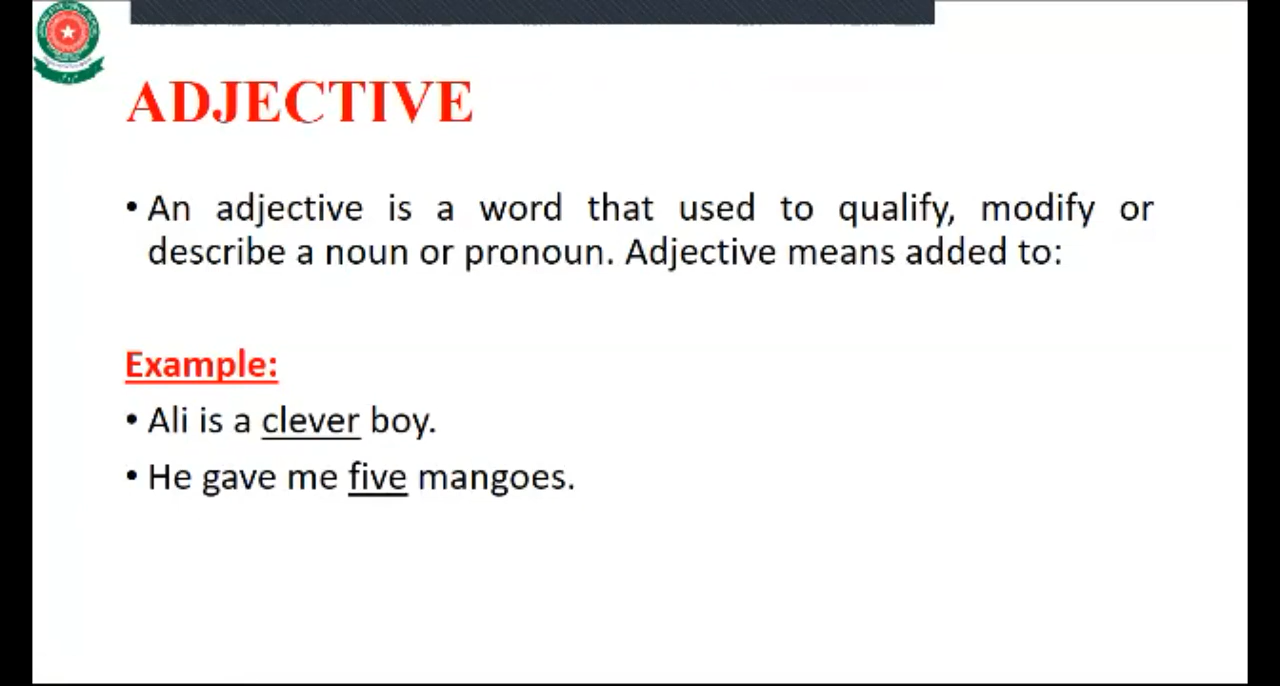 ADJECTIVE
• An adjective is a word that used to qualify, modify or
describe a noun or pronoun. Adjective means added to:
Example:
• Ali is a clever boy.
• He gave me five mangoes.